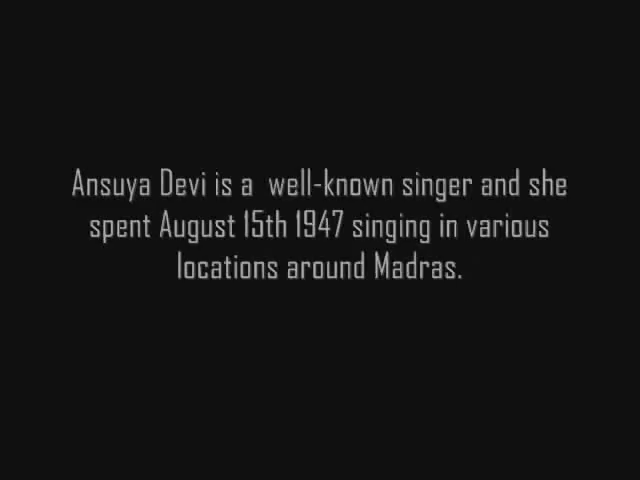 Ansuya Devi is a  well-known singer and she
spent August 15th 1947 singing in various
locations around Madras.